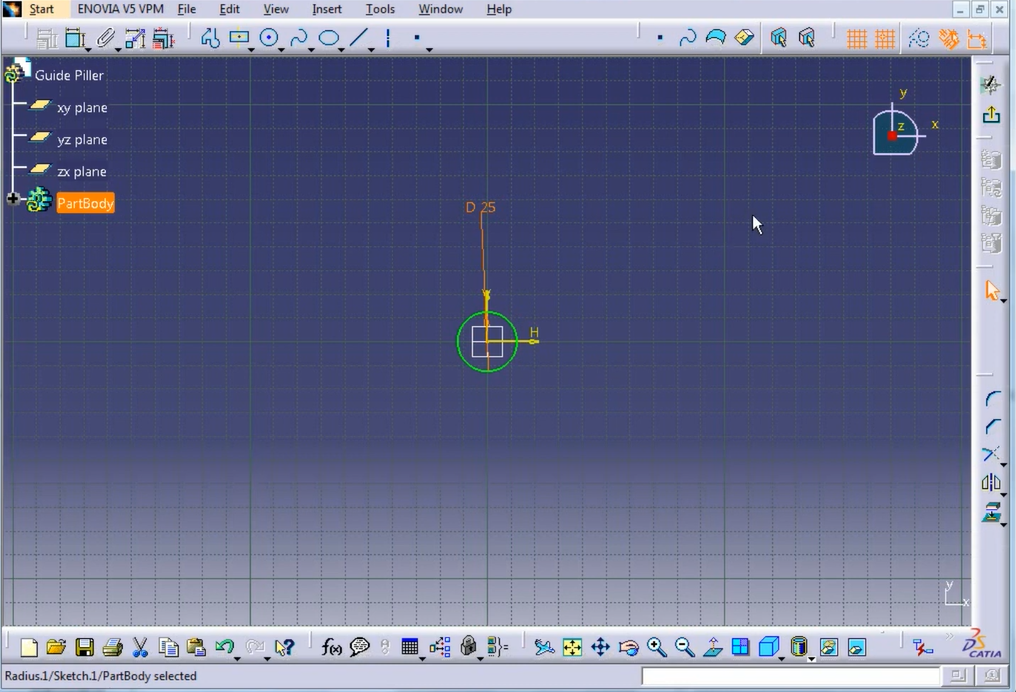 Start ENOVIA V5 VPM File Edit View Insert Tools Window Help
Guide Piller
xy plane
yz plane
zx plane
PartBody
y
z
x
D 25
V
H
y
x
f(x)
DS CATIA
Radius.1/Sketch.1/PartBody selected